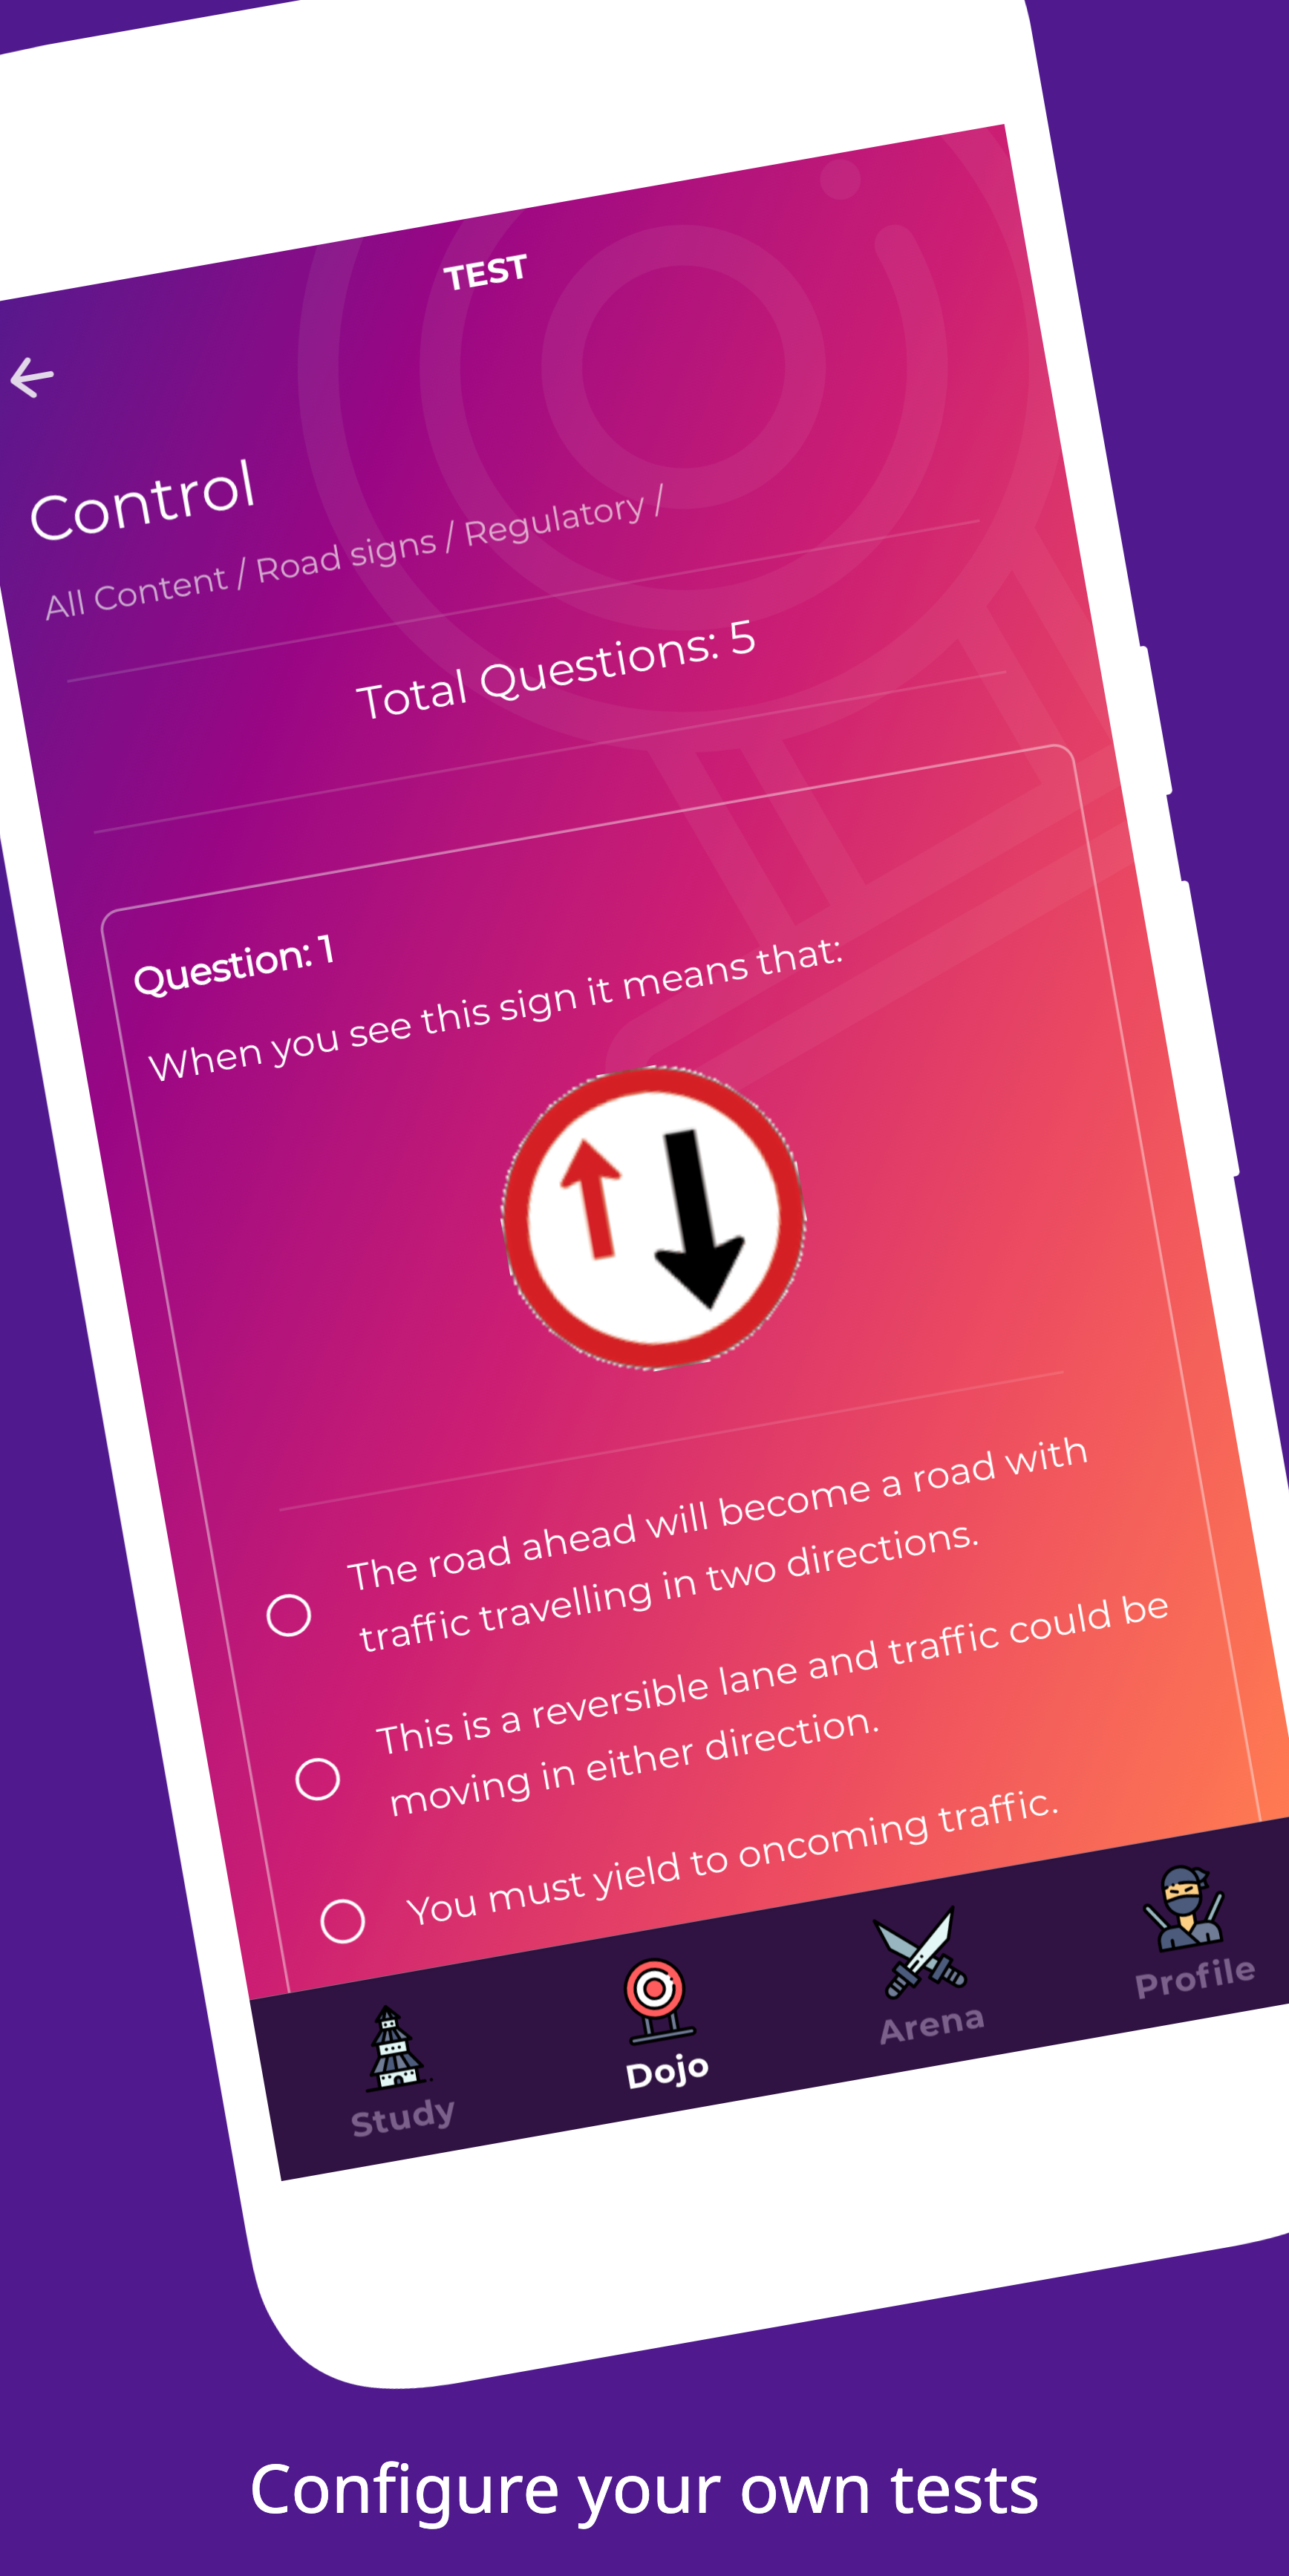 TEST
Control
All Content / Road signs / Regulatory /
Total Questions: 5
Question: 1
When you see this sign it means that:
The road ahead will become a road with
traffic travelling in two directions.
This is a reversible lane and traffic could be
moving in either direction.
You must yield to oncoming traffic.
Study
Dojo
Arena
Profile
Configure your own tests